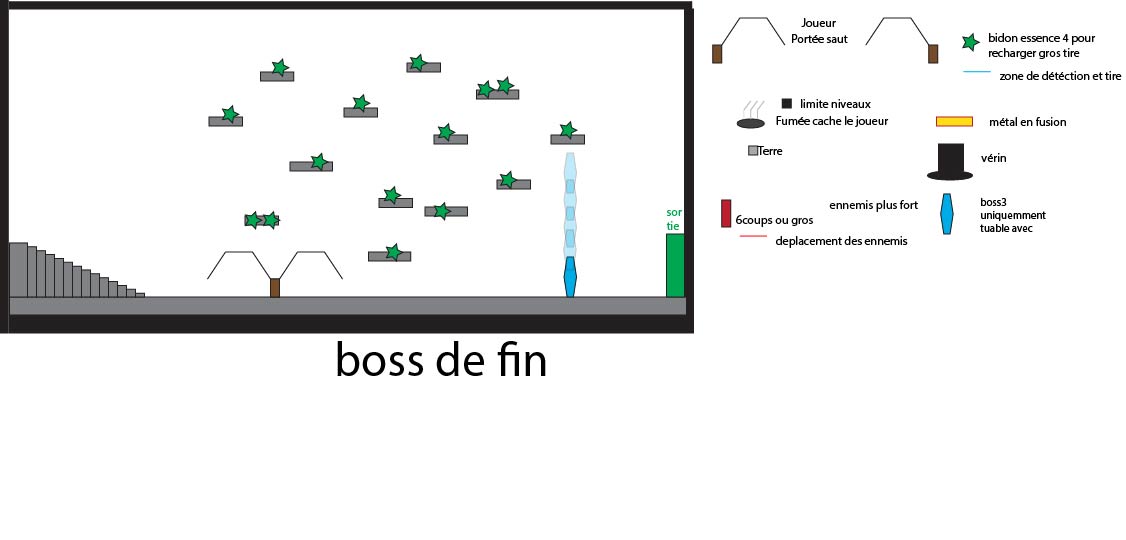 sor
tie
boss de fin
Joueur
Portée saut
bidon essence 4 pour
recharger gros tire
zone de détéction et tire
limite niveaux
Fumée cache le joueur
métal en fusion
Terre
vérin
6coups ou gros
ennemis plus fort
boss3
uniquemment
tuable avec
deplacement des ennemis